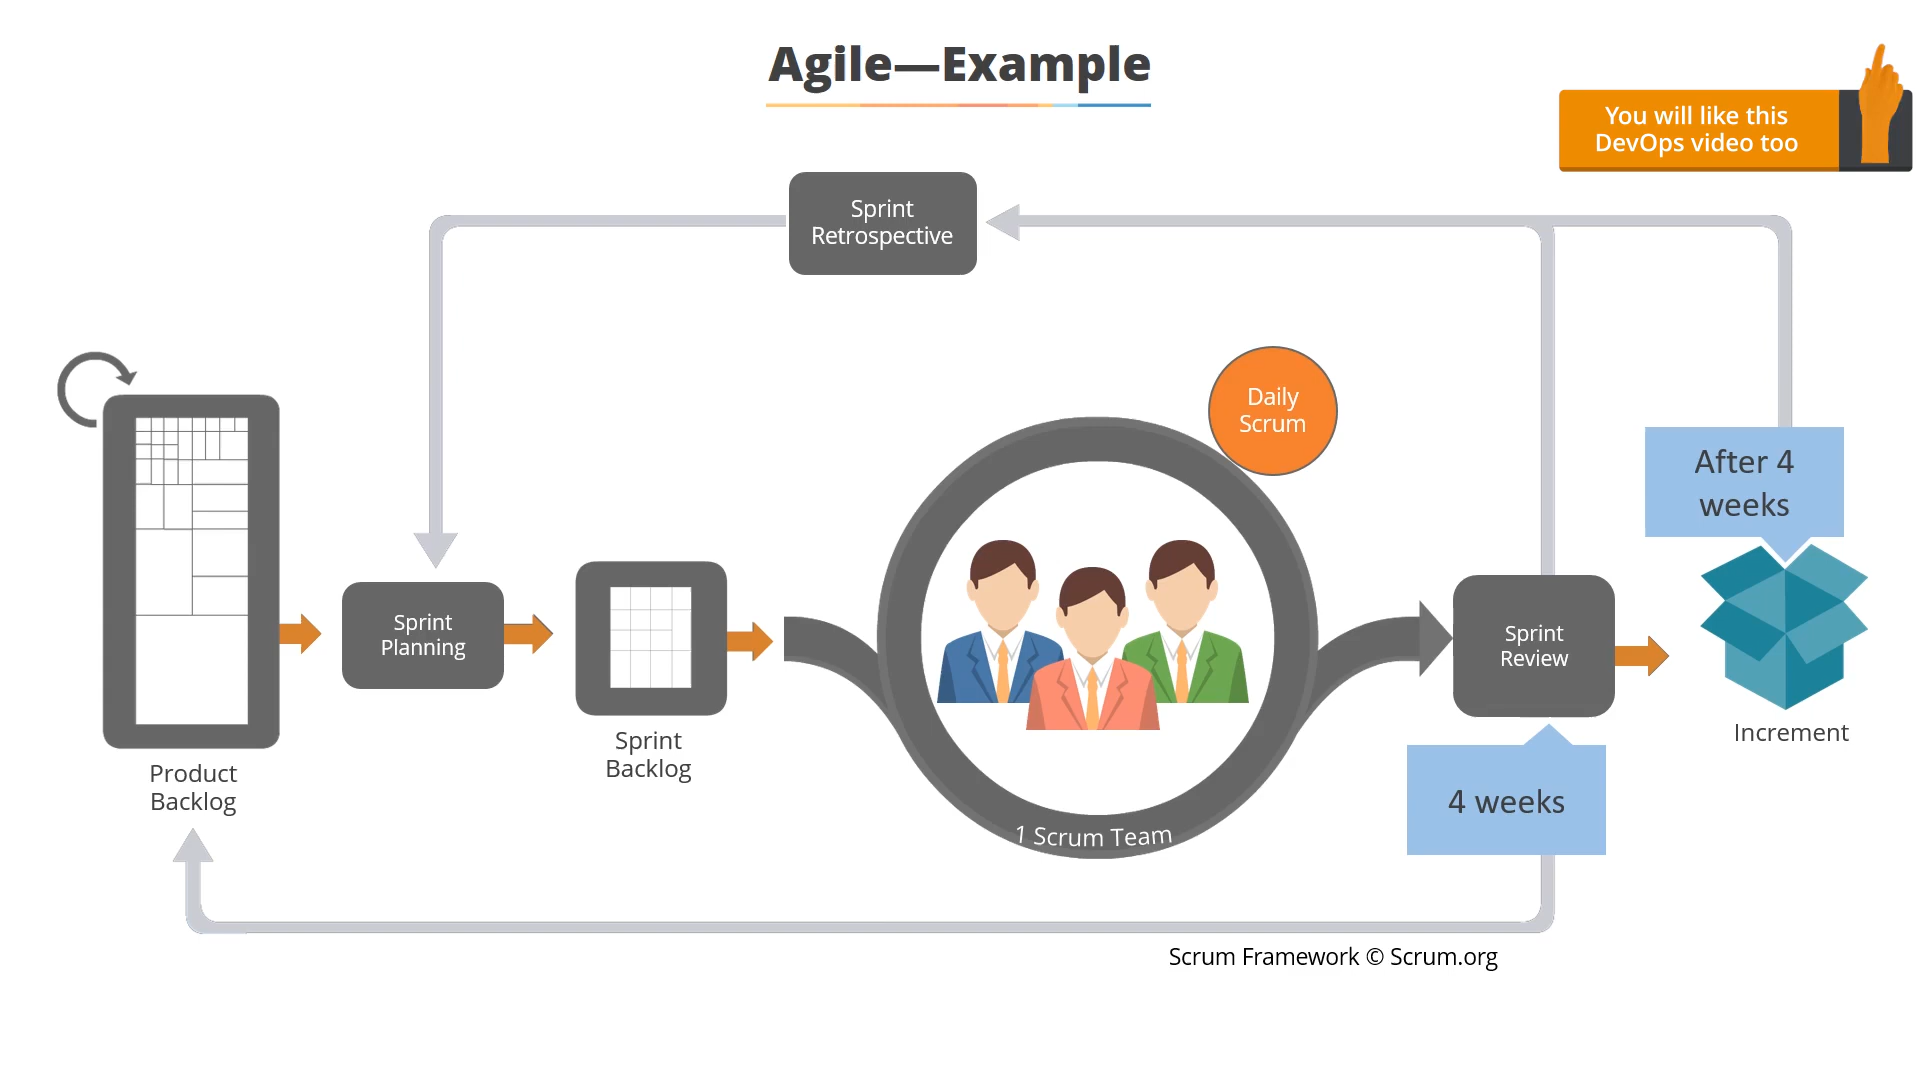 Agile—Example
You will like this
DevOps video too
Sprint
Retrospective
Daily
Scrum
After 4
weeks
Sprint
Planning
Sprint
Review
Sprint
Backlog
Increment
Product
Backlog
4 weeks
1 Scrum Team
Scrum Framework © Scrum.org